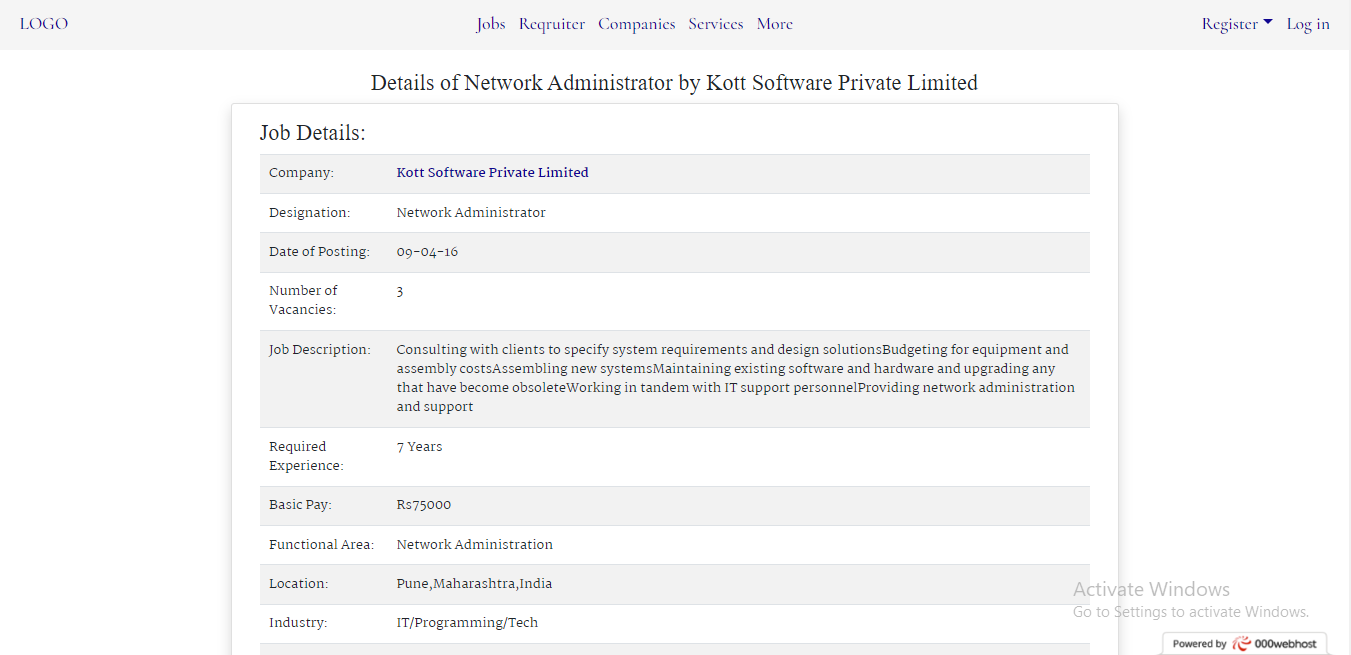 LOGO Jobs Reqruiter Companies Services More Register Log in
Details of Network Administrator by Kott Software Private Limited
Job Details:
Company: Kott Software Private Limited
Designation: Network Administrator
Date of Posting: 09-04-16
Number of
Vacancies: 3
Job Description: Consulting with clients to specify system requirements and design solutionsBudgeting for equipment and
assembly costsAssembling new systemsMaintaining existing software and hardware and upgrading any
that have become obsoleteWorking in tandem with IT support personnelProviding network administration
and support
Required
Experience: 7 Years
Basic Pay: Rs75000
Functional Area: Network Administration
Location: Pune,Maharashtra,India
Industry: IT/Programming/Tech
Activate Windows
Go to Settings to activate Windows.
Powered by 000webhost